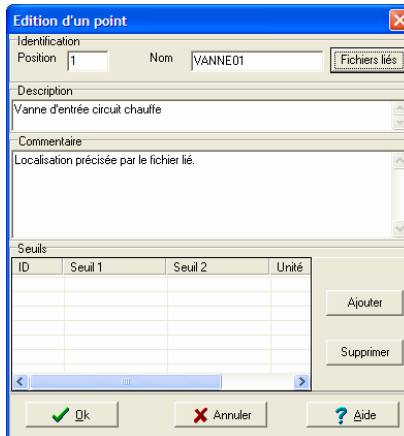 Edition d'un point
Identification
Position 1 Nom VANNE01 Fichiers liés
Description
Vanne d'entrée circuit chauffe
Commentaire
Localisation précisée par le fichier lié.
Seuils
ID Seuil 1 Seuil 2 Unité
Ajouter
Supprimer
Ok Annuler Aide